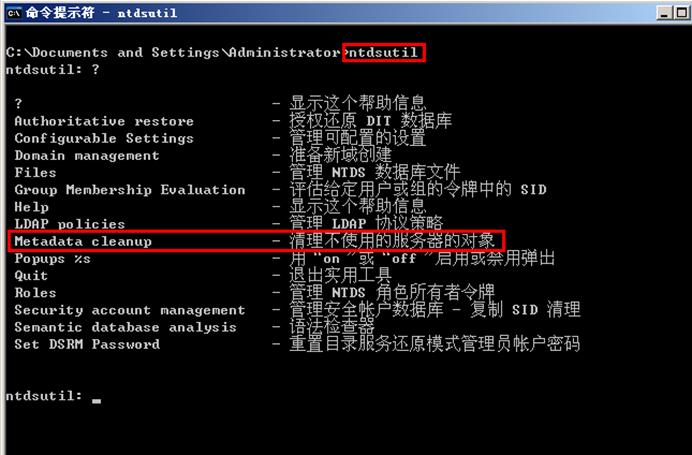 命令提示符 - ntdsutil
C:\Documents and Settings\Administrator>ntdsutil
ntdsutil: ?
? - 显示这个帮助信息
Authoritative restore - 授权还原 DIT 数据库
Configurable Settings - 管理可配置的设置
Domain management - 准备新域创建
Files - 管理 NTDS 数据库文件
Group Membership Evaluation - 评估给定用户或组的令牌中的 SID
Help - 显示这个帮助信息
LDAP policies - 管理 LDAP 协议策略
Metadata cleanup - 清理不使用的服务器的对象
Popups %s - 用“on ”或“off ”启用或禁用弹出
Quit - 退出实用工具
Roles - 管理 NTDS 角色所有者令牌
Security account management - 管理安全帐户数据库 - 复制 SID 清理
Semantic database analysis - 语法检查器
Set DSRM Password - 重置目录服务还原模式管理员帐户密码
ntdsutil: _